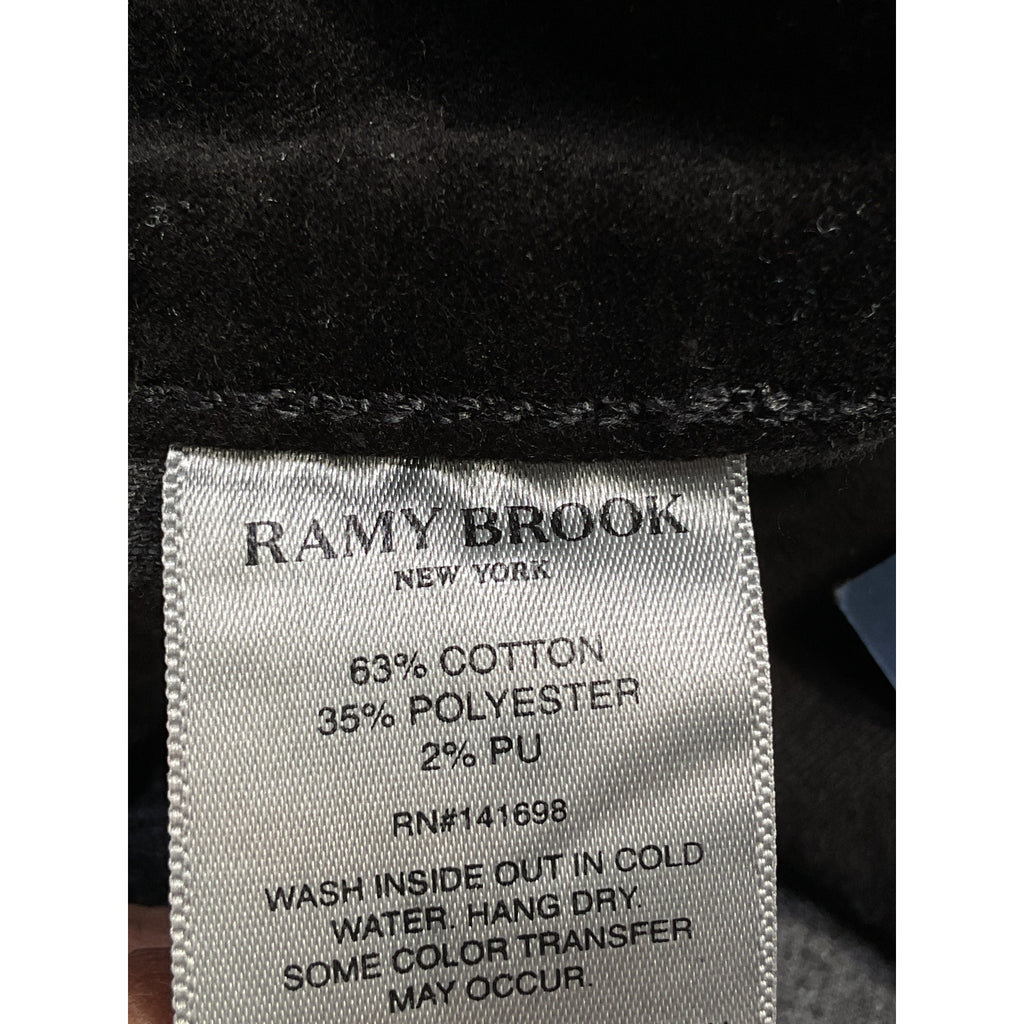 RAMY BROOK
NEW YORK
63% COTTON
35% POLYESTER
2% PU
RN#141698
WASH INSIDE OUT IN COLD
WATER. HANG DRY.
SOME COLOR TRANSFER
MAY OCCUR.